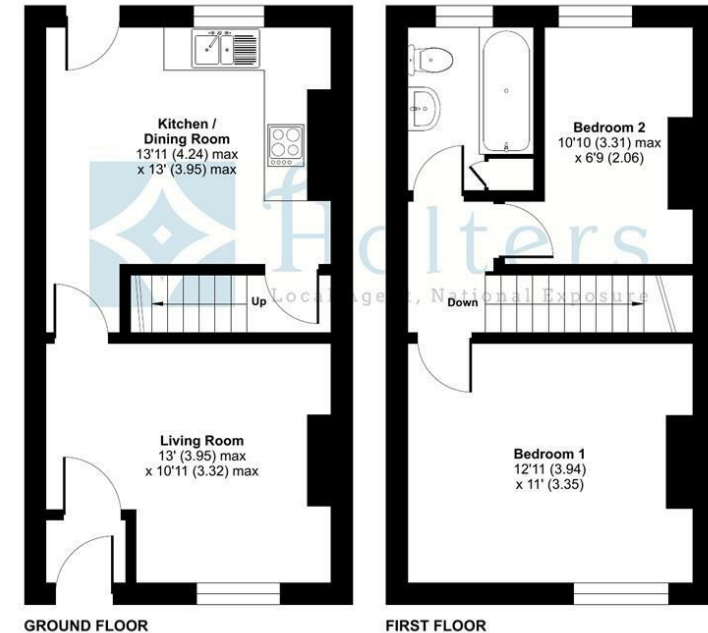 Kitchen /
Dining Room
13'11 (4.24) max
x 13' (3.95) max
Up
Living Room
13' (3.95) max
x 10'11 (3.32) max
GROUND FLOOR
Bedroom 2
10'10 (3.31) max
x 6'9 (2.06)
Down
Bedroom 1
12'11 (3.94)
x 11' (3.35)
FIRST FLOOR
Holters
Local Agent, National Exposure